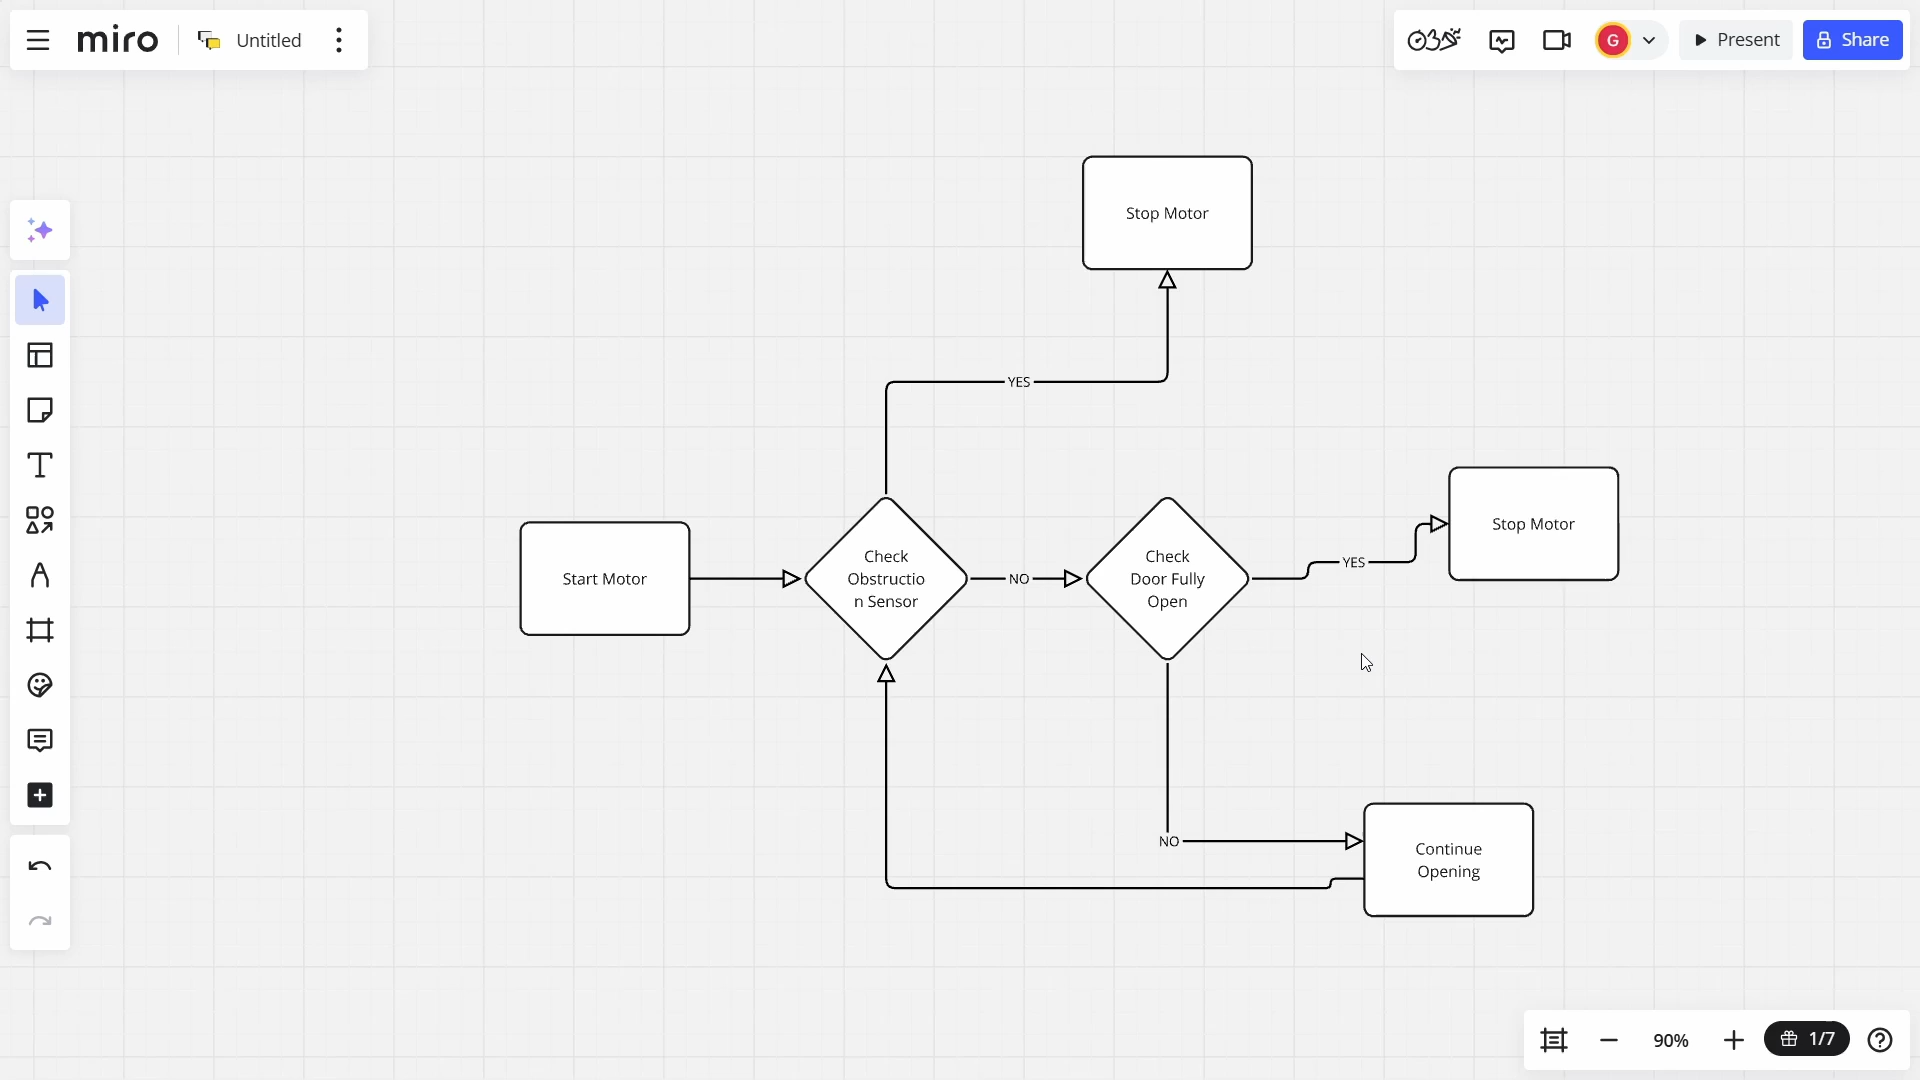 miro
Untitled
G
Present
Share
Stop Motor
YES
Stop Motor
Start Motor
Check
Obstructio
n Sensor
NO
Check
Door Fully
Open
YES
NO
Continue
Opening
90%
1/7